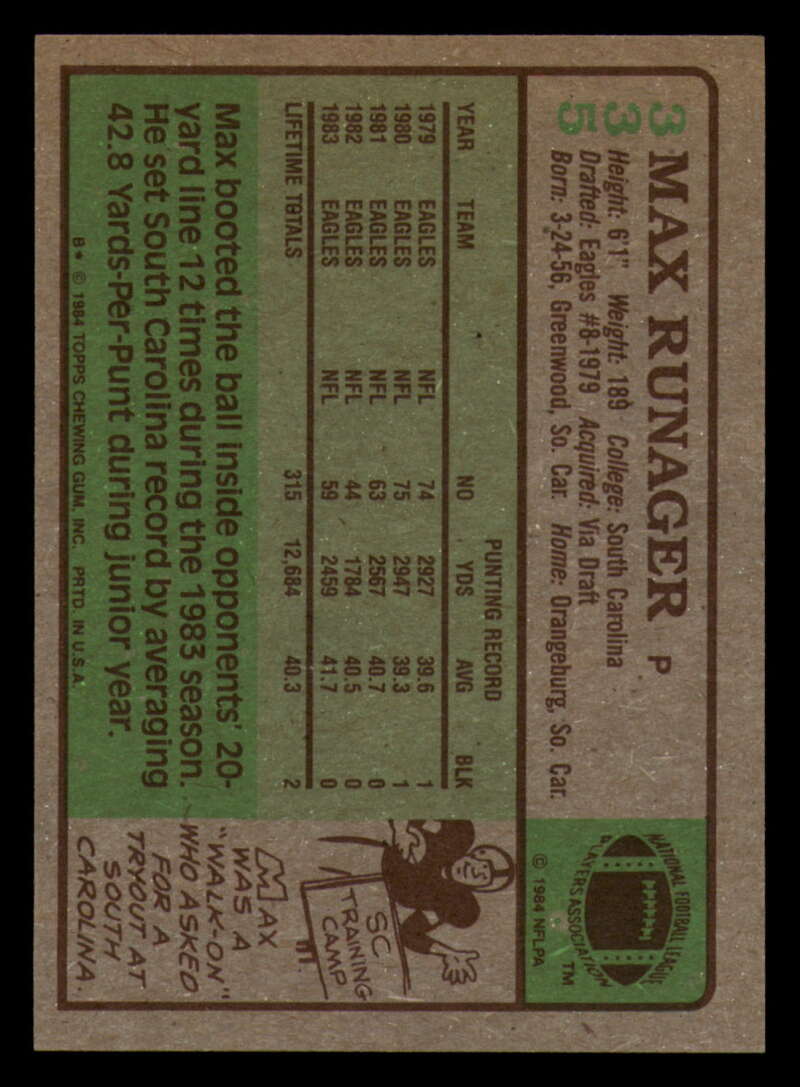 335
MAX RUNAGER P
Height: 6'1" Weight: 189 College: South Carolina
Drafted: Eagles #8-1979 Acquired: Via Draft
Born: 3-24-56, Greenwood, So. Car. Home: Orangeburg, So. Car.
NATIONAL FOOTBALL LEAGUE
PLAYERS ASSOCIATION
TM
© 1984 NFLPA
PUNTING RECORD
YEAR TEAM NO YDS AVG BLK
1979 EAGLES NFL 74 2927 39.6 1
1980 EAGLES NFL 75 2947 39.3 1
1981 EAGLES NFL 63 2567 40.7 0
1982 EAGLES NFL 44 1784 40.5 0
1983 EAGLES NFL 59 2459 41.7 0
LIFETIME TOTALS 315 12,684 40.3 2
Max booted the ball inside opponents' 20-
yard line 12 times during the 1983 season.
He set South Carolina record by averaging
42.8 Yards-Per-Punt during junior year.
B* © 1984 TOPPS CHEWING GUM, INC. PRTD. IN U.S.A.
SC
TRAINING
CAMP
MAX
WAS A
"WALK-ON"
WHO ASKED
FOR A
TRYOUT AT
SOUTH
CAROLINA.